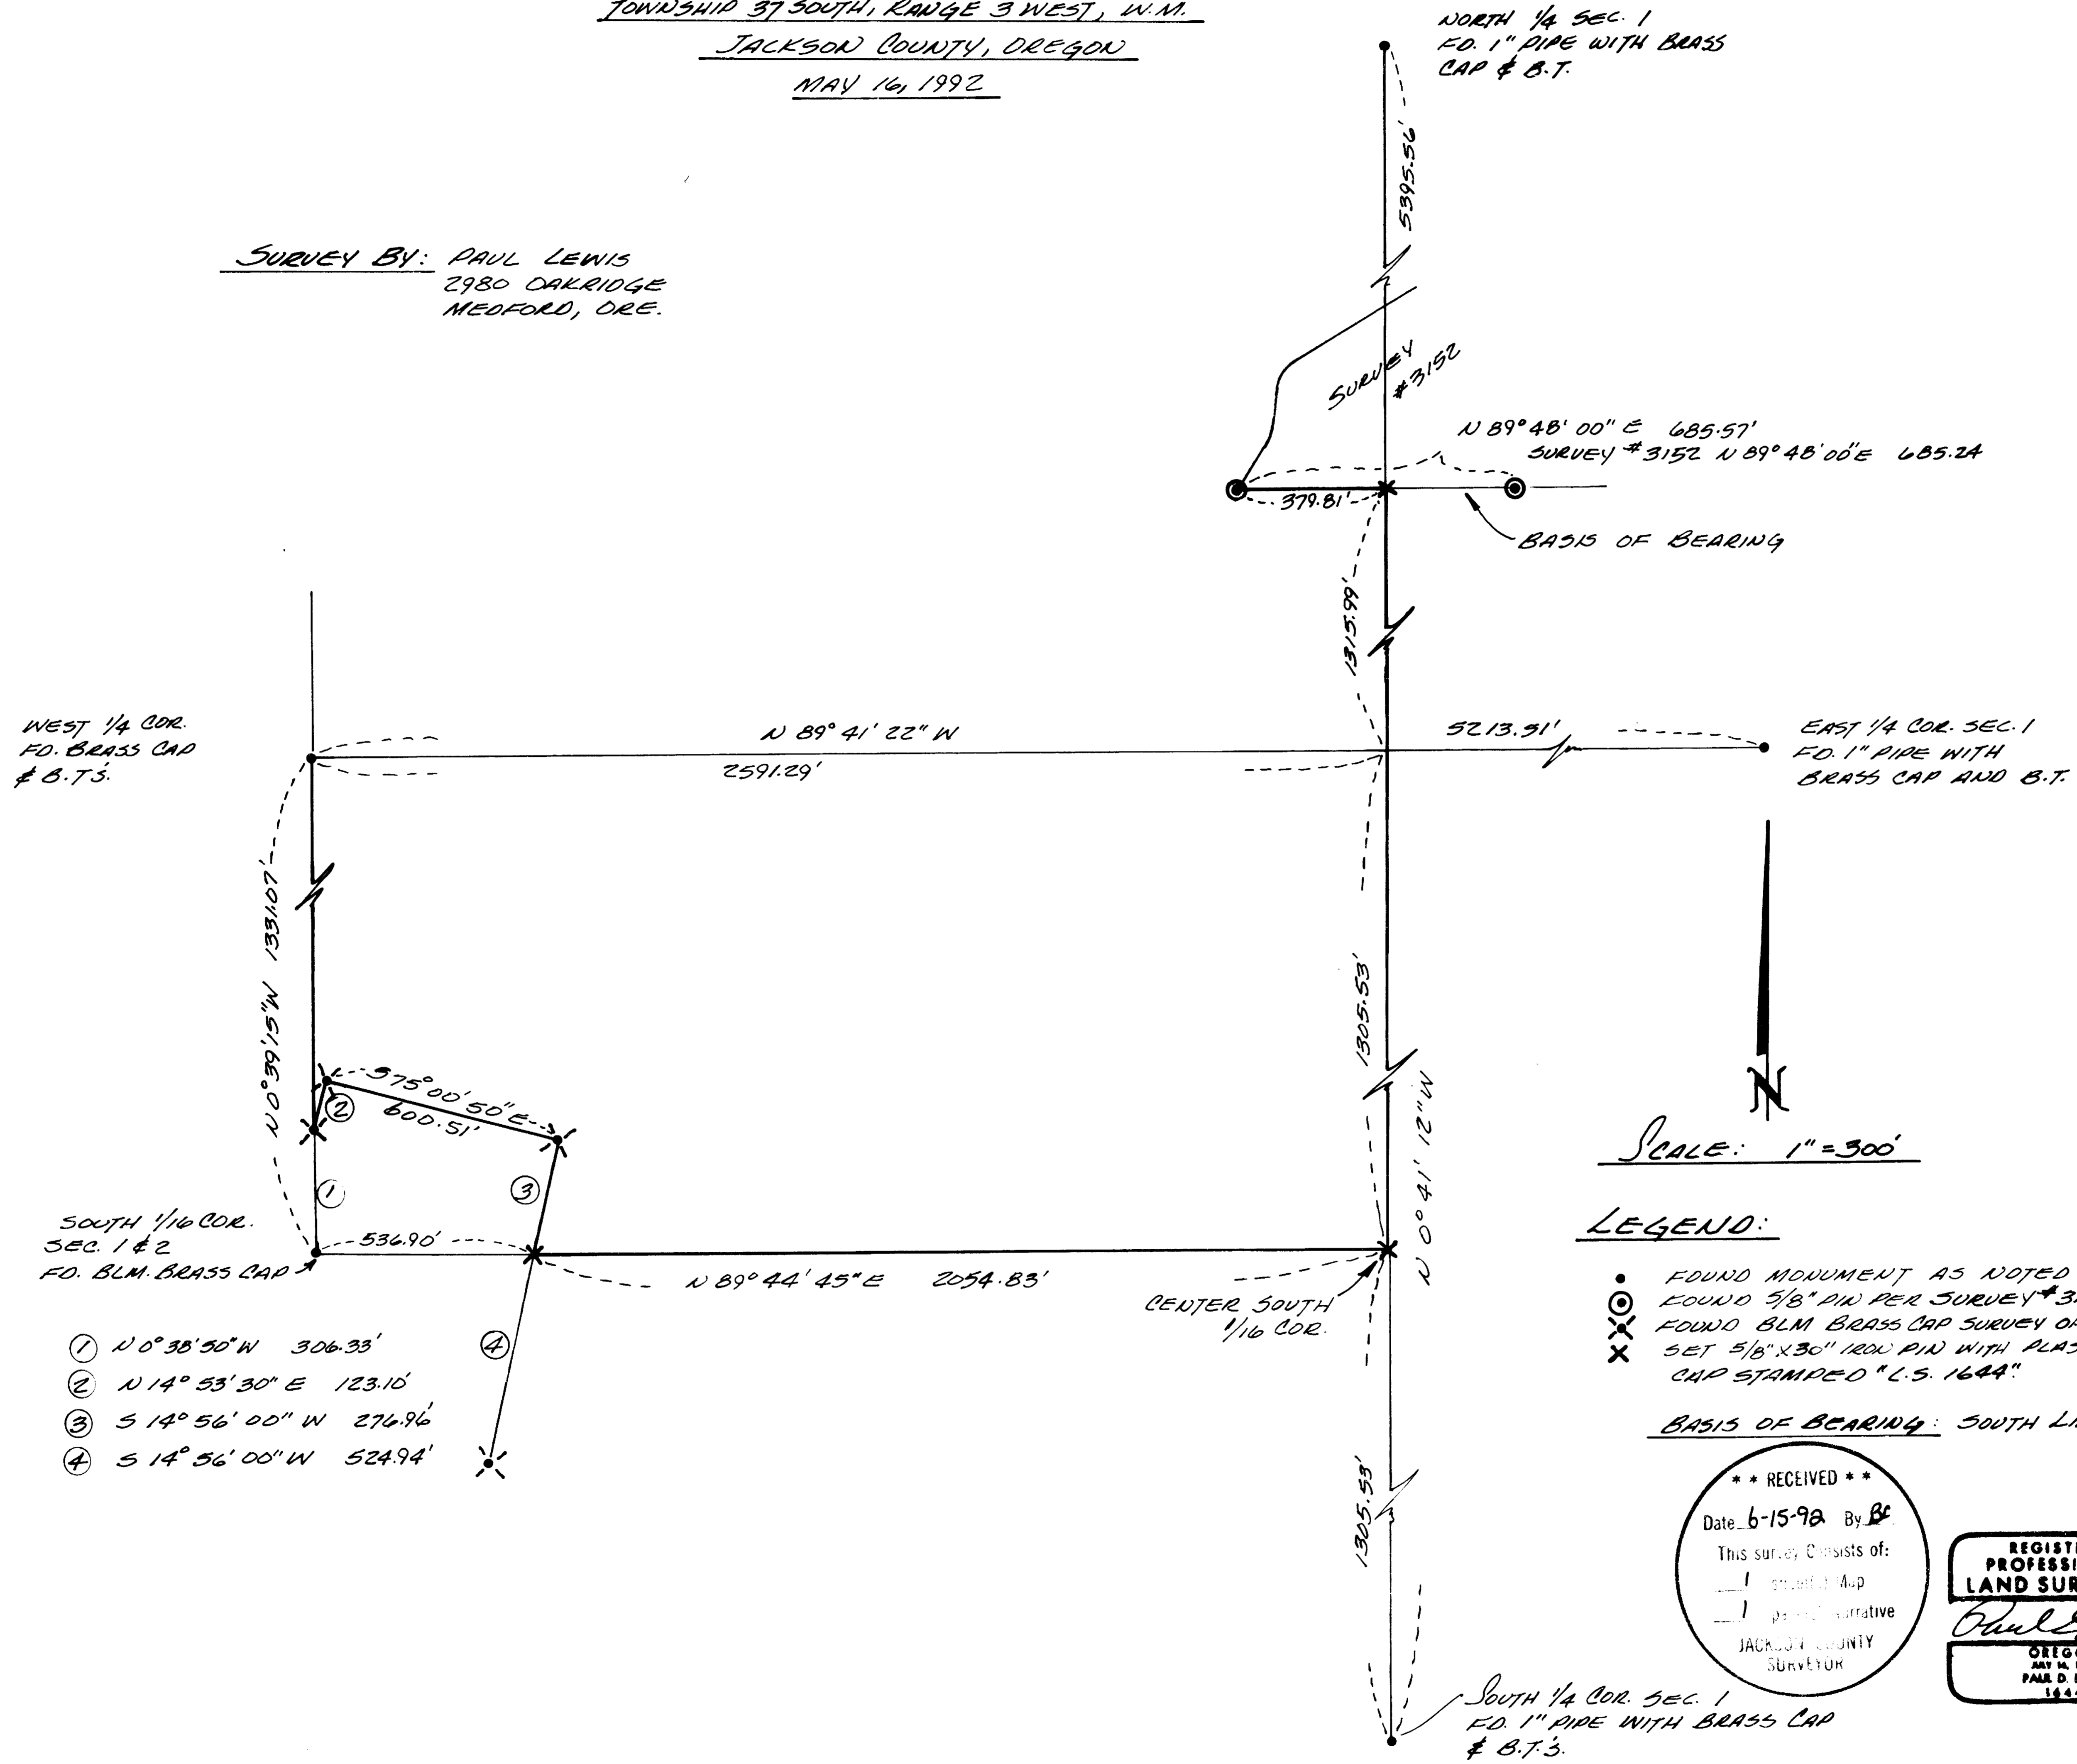 TOWNSHIP 37 SOUTH, RANGE 3 WEST, W.M.
JACKSON COUNTY, OREGON
MAY 16, 1992
NORTH 1/4 SEC. 1
FD. 1" PIPE WITH BRASS
CAP & B.T.
5395.56'
SURVEY BY: PAUL LEWIS
2980 OAKRIDGE
MEDFORD, ORE.
SURVEY
#3152
N 89° 48' 00" E 685.57'
SURVEY #3152 N 89° 48' 00" E 685.24
379.81'
BASIS OF BEARING
1315.99'
WEST 1/4 COR.
FD. BRASS CAP
& B.T.'s.
N 89° 41' 22" W
2591.29'
5213.51'
EAST 1/4 COR. SEC. 1
FD. 1" PIPE WITH
BRASS CAP AND B.T.
N 0° 39' 15" W 1331.07'
1305.53'
N 0° 41' 12" W
S 75° 00' 50" E
600.51'
2
1
3
N
SCALE: 1" = 300'
SOUTH 1/16 COR.
SEC. 1 & 2
FD. BLM. BRASS CAP
536.90'
N 89° 44' 45" E 2054.83'
CENTER SOUTH
1/16 COR.
LEGEND:
FOUND MONUMENT AS NOTED
FOUND 5/8" PIN PER SURVEY #3
FOUND BLM BRASS CAP SURVEY
SET 5/8" X 30" IRON PIN WITH
CAP STAMPED "L.S. 1644".
1 N 0° 38' 50" W 306.33'
2 N 14° 53' 30" E 123.10'
3 S 14° 56' 00" W 276.96'
4 S 14° 56' 00" W 524.94'
4
BASIS OF BEARING: SOUTH
1305.53'
* * RECEIVED * *
Date 6-15-92 By
This survey Consists of:
1 Map
1
JACKSON COUNTY
SURVEYOR
LAND
Paul
PAUL D.
SOUTH 1/4 COR. SEC. 1
FD. 1" PIPE WITH BRASS CAP
& B.T.'s.